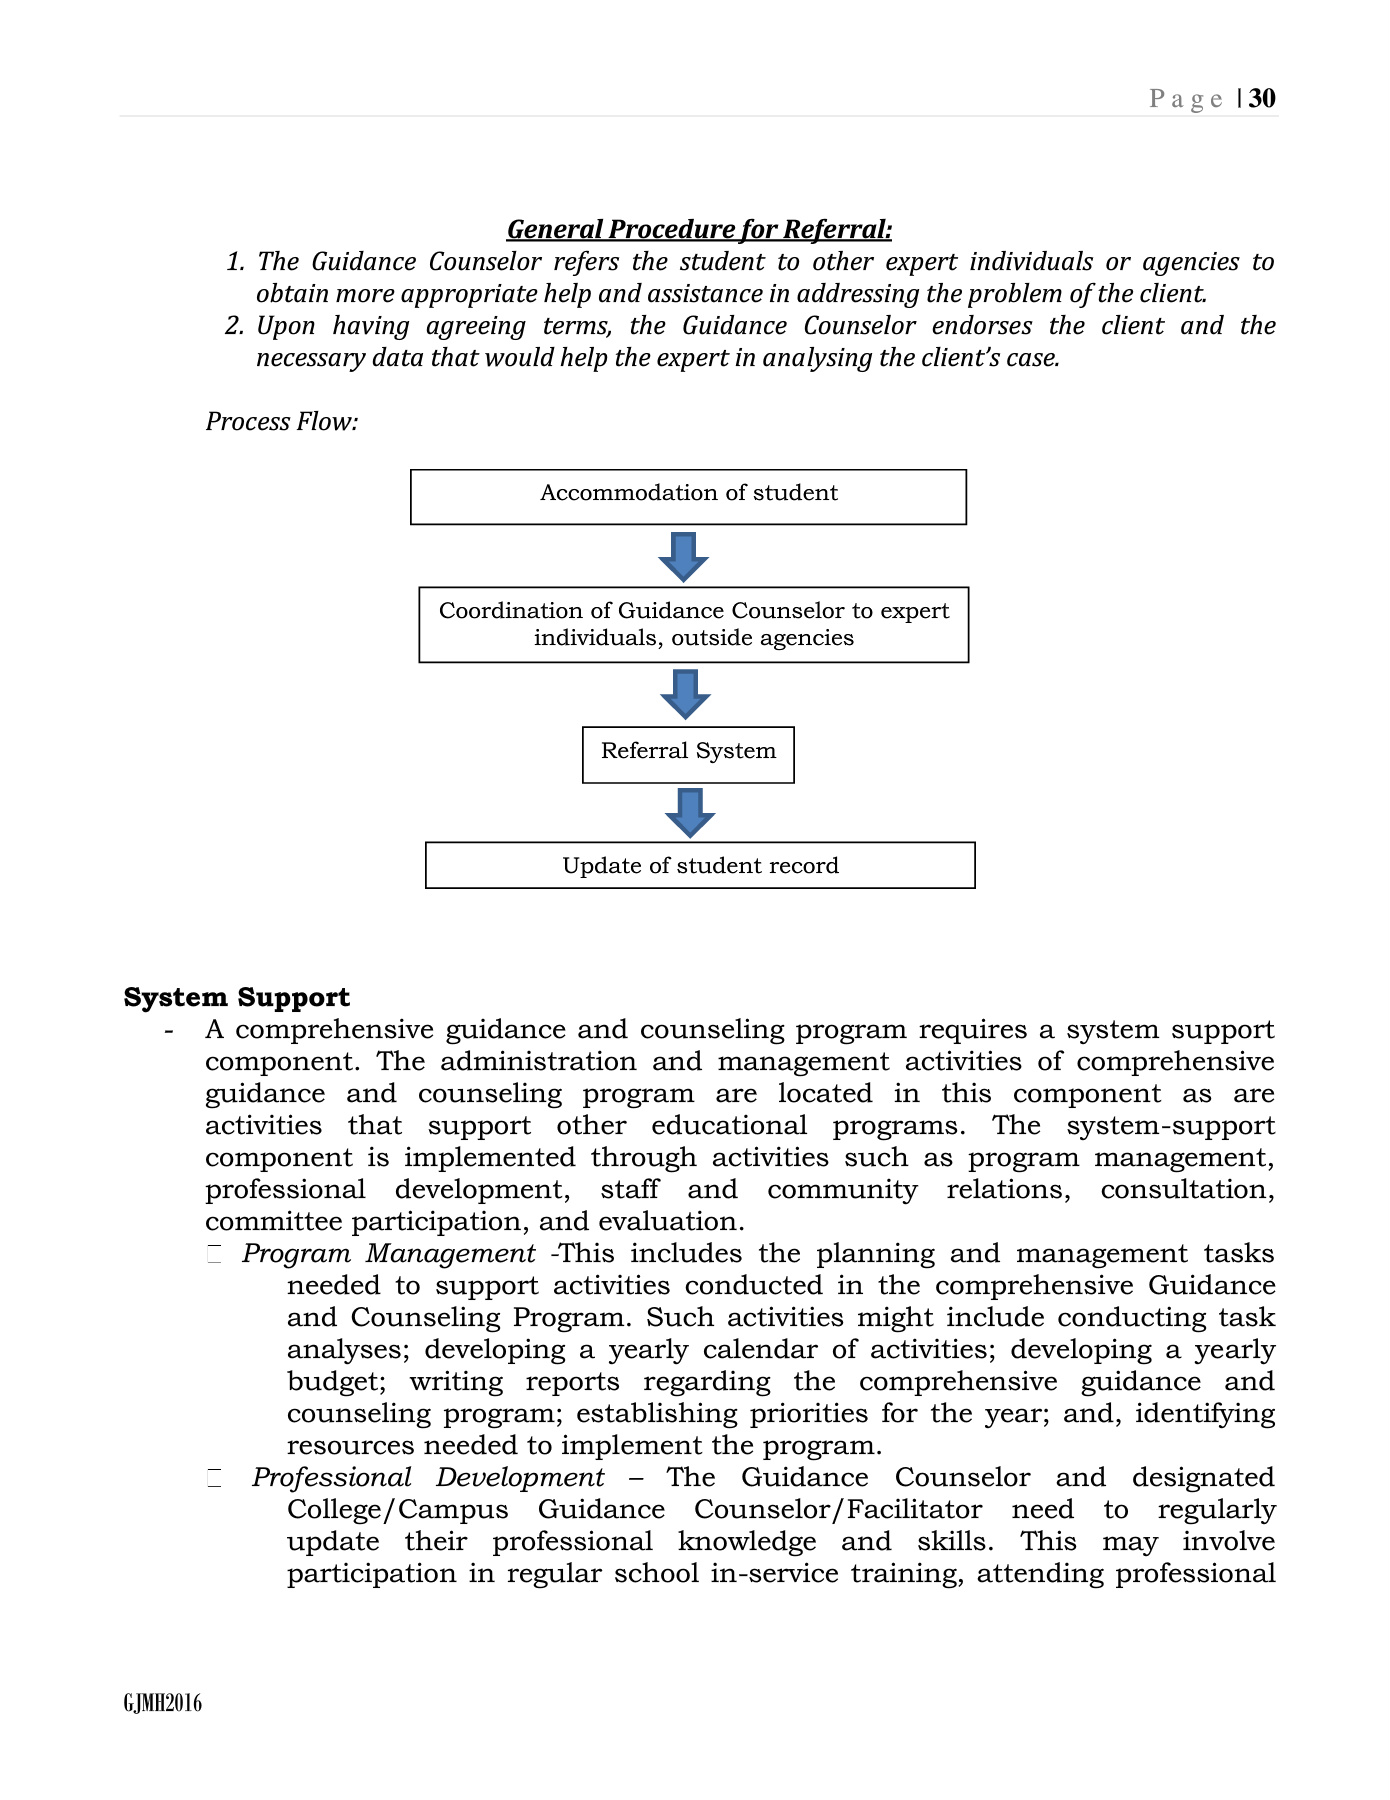 Page | 30
General Procedure for Referral:
1. The Guidance Counselor refers the student to other expert individuals or agencies to
obtain more appropriate help and assistance in addressing the problem of the client.
2. Upon having agreeing terms, the Guidance Counselor endorses the client and the
necessary data that would help the expert in analysing the client’s case.
Process Flow:
Accommodation of student
Coordination of Guidance Counselor to expert
individuals, outside agencies
Referral System
Update of student record
System Support
- A comprehensive guidance and counseling program requires a system support
component. The administration and management activities of comprehensive
guidance and counseling program are located in this component as are
activities that support other educational programs. The system-support
component is implemented through activities such as program management,
professional development, staff and community relations, consultation,
committee participation, and evaluation.
Program Management -This includes the planning and management tasks
needed to support activities conducted in the comprehensive Guidance
and Counseling Program. Such activities might include conducting task
analyses; developing a yearly calendar of activities; developing a yearly
budget; writing reports regarding the comprehensive guidance and
counseling program; establishing priorities for the year; and, identifying
resources needed to implement the program.
Professional Development – The Guidance Counselor and designated
College/Campus Guidance Counselor/Facilitator need to regularly
update their professional knowledge and skills. This may involve
participation in regular school in-service training, attending professional
GJMH2016